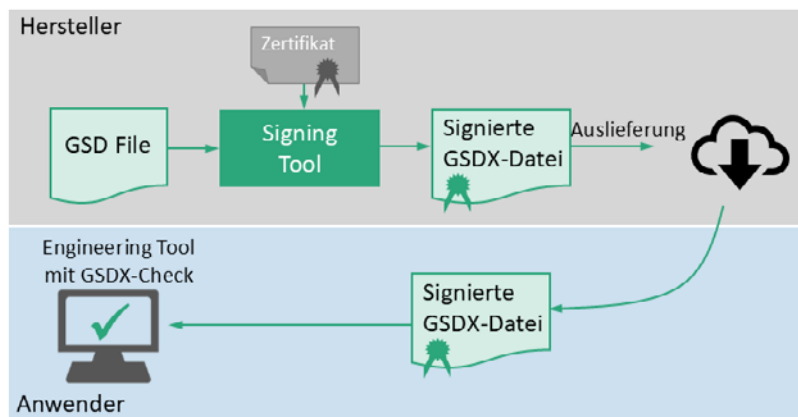 Hersteller
Zertifikat
GSD File
Signing
Tool
Signierte
GSDX-Datei
Auslieferung
Engineering Tool
mit GSDX-Check
Signierte
GSDX-Datei
Anwender